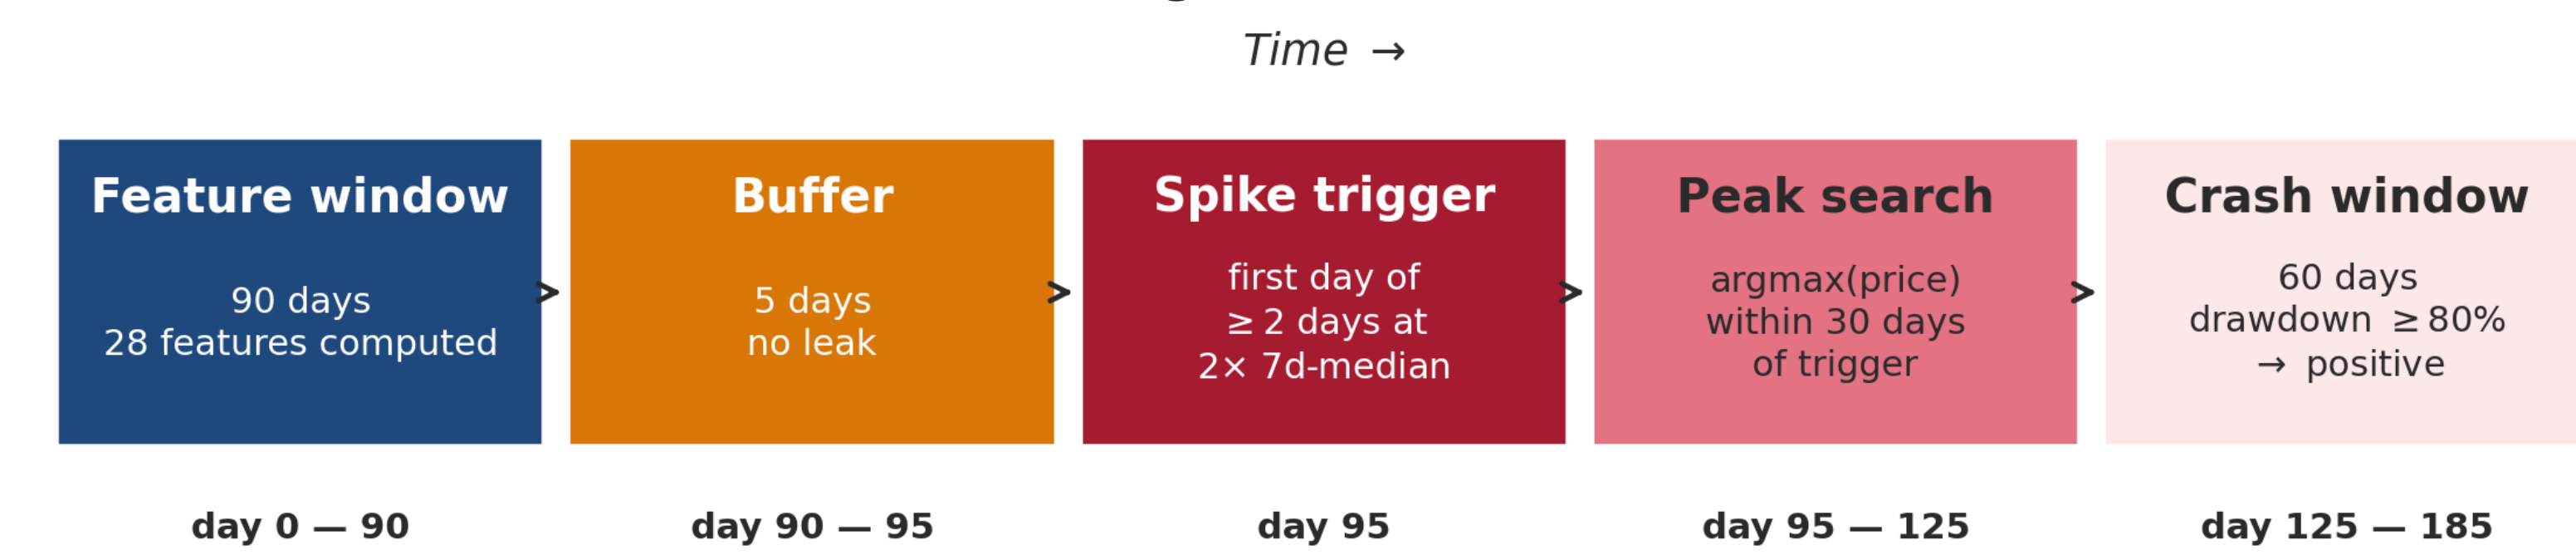 Time →
Feature window
90 days
28 features computed
Buffer
5 days
no leak
Spike trigger
first day of
≥ 2 days at
2× 7d-median
Peak search
argmax(price)
within 30 days
of trigger
Crash window
60 days
drawdown ≥ 80%
→ positive
day 0 — 90
day 90 — 95
day 95
day 95 — 125
day 125 — 185